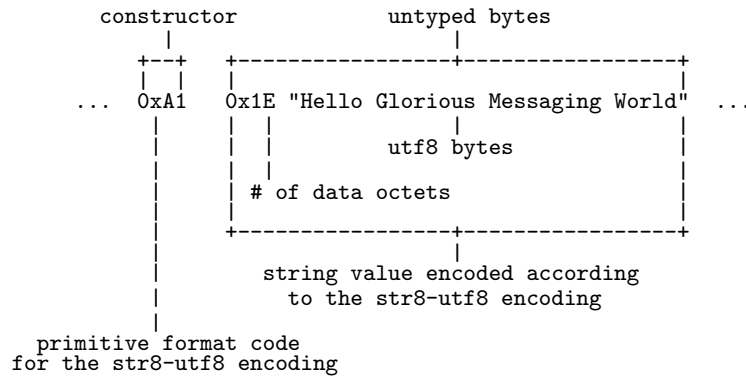 constructor untyped bytes
... 0xA1 0x1E "Hello Glorious Messaging World" ...
utf8 bytes
# of data octets
string value encoded according
to the str8-utf8 encoding
primitive format code
for the str8-utf8 encoding